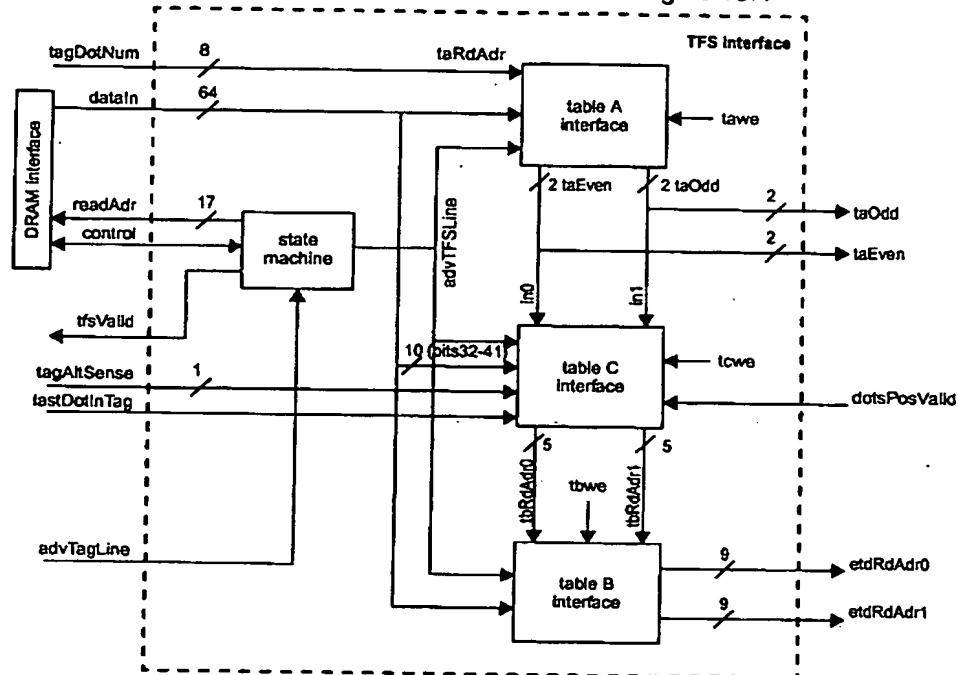 TFS interface
tagDotNum
8
taRdAdr
dataIn
64
table A
interface
tawe
DRAM Interface
readAdr
17
control
state
machine
advTFSLine
2 taEven
2 taOdd
2
taOdd
2
taEven
in0
in1
tfsValid
10 (bits32-41)
table C
interface
tcwe
tagAltSense
1
lastDotInTag
dotsPosValid
5
5
tbRdAdr0
tbwe
tbRdAdr1
advTagLine
table B
interface
9
etdRdAdr0
9
etdRdAdr1